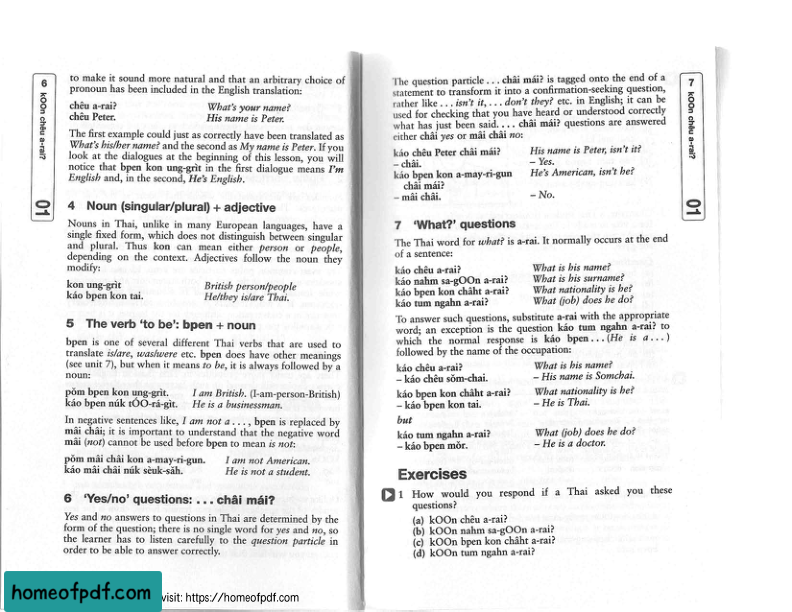 6
kOOn chêu a-rai?
01
to make it sound more natural and that an arbitrary choice of
pronoun has been included in the English translation:
chêu a-rai? What's your name?
chêu Peter. His name is Peter.
The first example could just as correctly have been translated as
What's his/her name? and the second as My name is Peter. If you
look at the dialogues at the beginning of this lesson, you will
notice that bpen kon ung-grìt in the first dialogue means I'm
English and, in the second, He's English.
4 Noun (singular/plural) + adjective
Nouns in Thai, unlike in many European languages, have a
single fixed form, which does not distinguish between singular
and plural. Thus kon can mean either person or people,
depending on the context. Adjectives follow the noun they
modify:
kon ung-grìt British person/people
káo bpen kon tai. He/they is/are Thai.
5 The verb 'to be': bpen + noun
bpen is one of several different Thai verbs that are used to
translate is/are, was/were etc. bpen does have other meanings
(see unit 7), but when it means to be, it is always followed by a
noun:
pǒm bpen kon ung-grìt. I am British. (I-am-person-British)
káo bpen núk tÓO-rá-gìt. He is a businessman.
In negative sentences like, I am not a . . . , bpen is replaced by
mâi châi; it is important to understand that the negative word
mâi (not) cannot be used before bpen to mean is not:
pǒm mâi châi kon a-may-ri-gun. I am not American.
káo mâi châi núk sèuk-sǎh. He is not a student.
6 'Yes/no' questions: . . . châi mái?
Yes and no answers to questions in Thai are determined by the
form of the question; there is no single word for yes and no, so
the learner has to listen carefully to the question particle in
order to be able to answer correctly.
The question particle . . . châi mái? is tagged onto the end of a
statement to transform it into a confirmation-seeking question,
rather like . . . isn't it, . . . don't they? etc. in English; it can be
used for checking that you have heard or understood correctly
what has just been said. . . . châi mái? questions are answered
either châi yes or mâi châi no:
káo chêu Peter châi mái? His name is Peter, isn't it?
– châi. – Yes.
káo bpen kon a-may-ri-gun He's American, isn't he?
châi mái?
– mâi châi. – No.
7 'What?' questions
The Thai word for what? is a-rai. It normally occurs at the end
of a sentence:
káo chêu a-rai? What is his name?
káo nahm sa-gOOn a-rai? What is his surname?
káo bpen kon châht a-rai? What nationality is he?
káo tum ngahn a-rai? What (job) does he do?
To answer such questions, substitute a-rai with the appropriate
word; an exception is the question káo tum ngahn a-rai? to
which the normal response is káo bpen . . . (He is a . . . )
followed by the name of the occupation:
káo chêu a-rai? What is his name?
– káo chêu sǒm-chai. – His name is Somchai.
káo bpen kon châht a-rai? What nationality is he?
– káo bpen kon tai. – He is Thai.
but
káo tum ngahn a-rai? What (job) does he do?
– káo bpen mǒr. – He is a doctor.
Exercises
1 How would you respond if a Thai asked you these
questions?
(a) kOOn chêu a-rai?
(b) kOOn nahm sa-gOOn a-rai?
(c) kOOn bpen kon châht a-rai?
(d) kOOn tum ngahn a-rai?
7
kOOn chêu a-rai?
01
homeofpdf.com
visit: https://homeofpdf.com